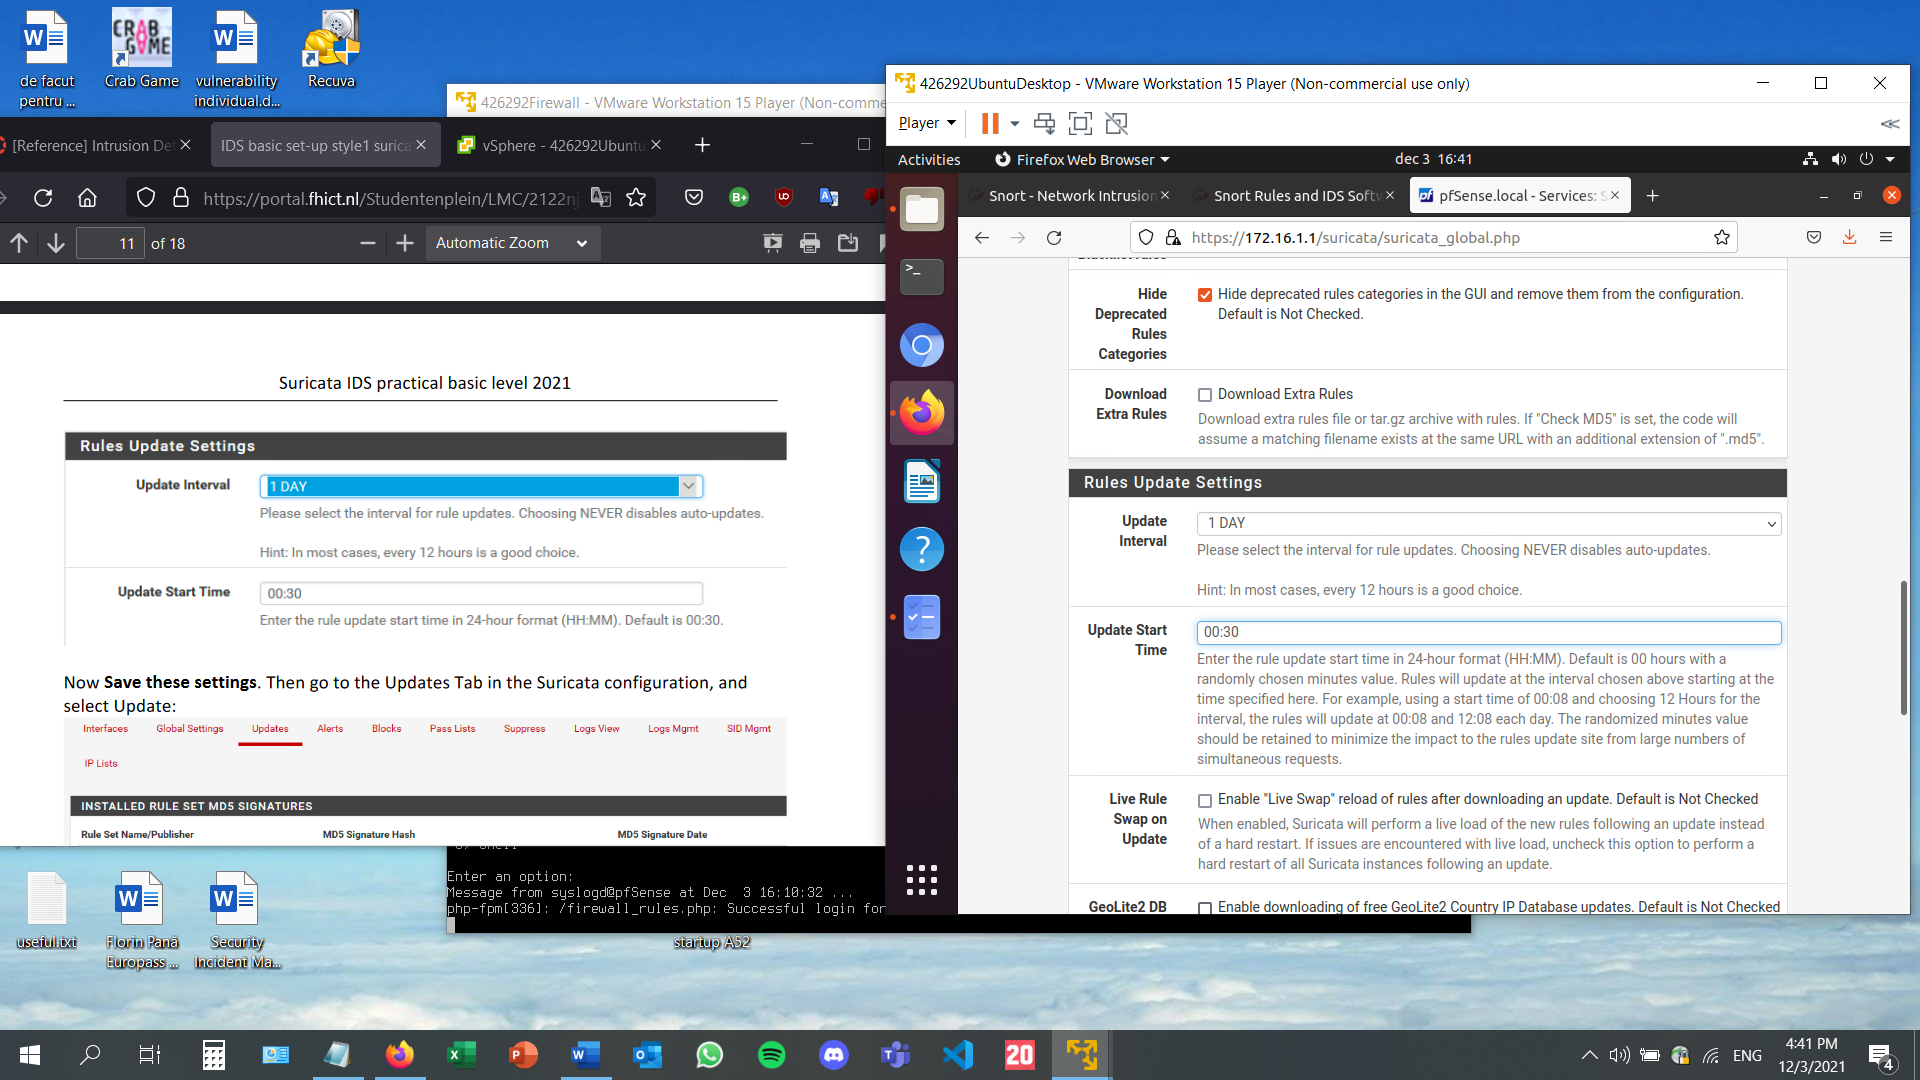 de facut
pentru ...
Crab Game
vulnerability
individual.d...
Recuva
CRAB
GAME
426292Firewall - VMware Workstation 15 Player (Non-comme
[Reference] Intrusion Det
IDS basic set-up style1 surica
vSphere - 426292Ubuntu
https://portal.fhict.nl/Studentenplein/LMC/2122nj
11 of 18
Automatic Zoom
Suricata IDS practical basic level 2021
Rules Update Settings
Update Interval
1 DAY
Please select the interval for rule updates. Choosing NEVER disables auto-updates.
Hint: In most cases, every 12 hours is a good choice.
Update Start Time
00:30
Enter the rule update start time in 24-hour format (HH:MM). Default is 00:30.
Now Save these settings. Then go to the Updates Tab in the Suricata configuration, and
select Update:
Interfaces Global Settings Updates Alerts Blocks Pass Lists Suppress Logs View Logs Mgmt SID Mgmt
IP Lists
INSTALLED RULE SET MD5 SIGNATURES
Rule Set Name/Publisher MD5 Signature Hash MD5 Signature Date
Enter an option:
Message from syslogd@pfSense at Dec 3 16:10:32 ...
php-fpm[336]: /firewall_rules.php: Successful login for
startup A52
426292UbuntuDesktop - VMware Workstation 15 Player (Non-commercial use only)
Player
Activities
Firefox Web Browser
dec 3 16:41
Snort - Network Intrusion
Snort Rules and IDS Softw
pfSense.local - Services: S
https://172.16.1.1/suricata/suricata_global.php
Hide
Deprecated
Rules
Categories
Hide deprecated rules categories in the GUI and remove them from the configuration.
Default is Not Checked.
Download
Extra Rules
Download Extra Rules
Download extra rules file or tar.gz archive with rules. If "Check MD5" is set, the code will
assume a matching filename exists at the same URL with an additional extension of ".md5".
Rules Update Settings
Update
Interval
1 DAY
Please select the interval for rule updates. Choosing NEVER disables auto-updates.
Hint: In most cases, every 12 hours is a good choice.
Update Start
Time
00:30
Enter the rule update start time in 24-hour format (HH:MM). Default is 00 hours with a
randomly chosen minutes value. Rules will update at the interval chosen above starting at the
time specified here. For example, using a start time of 00:08 and choosing 12 Hours for the
interval, the rules will update at 00:08 and 12:08 each day. The randomized minutes value
should be retained to minimize the impact to the rules update site from large numbers of
simultaneous requests.
Live Rule
Swap on
Update
Enable "Live Swap" reload of rules after downloading an update. Default is Not Checked
When enabled, Suricata will perform a live load of the new rules following an update instead
of a hard restart. If issues are encountered with live load, uncheck this option to perform a
hard restart of all Suricata instances following an update.
GeoLite2 DB
Enable downloading of free GeoLite2 Country IP Database updates. Default is Not Checked
useful.txt
Florin Pană
Europass ...
Security
Incident Ma...
20
ENG
4:41 PM
12/3/2021
4